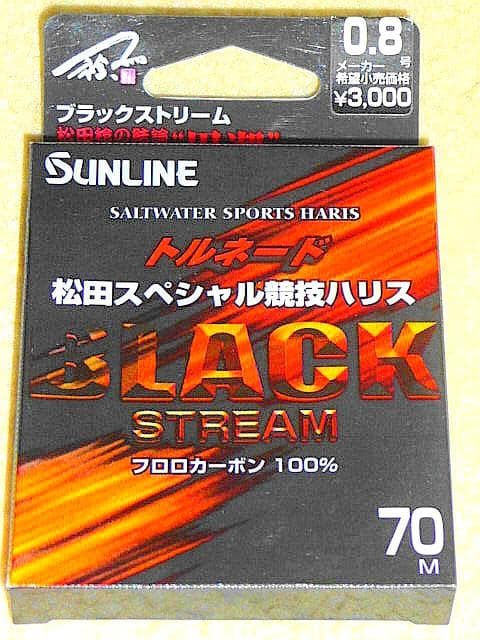 0.8号
メーカー
希望小売価格
¥3,000
ブラックストリーム
SUNLINE
SALTWATER SPORTS HARIS
トルネード
松田スペシャル競技ハリス
BLACK
STREAM
フロロカーボン 100%
70M